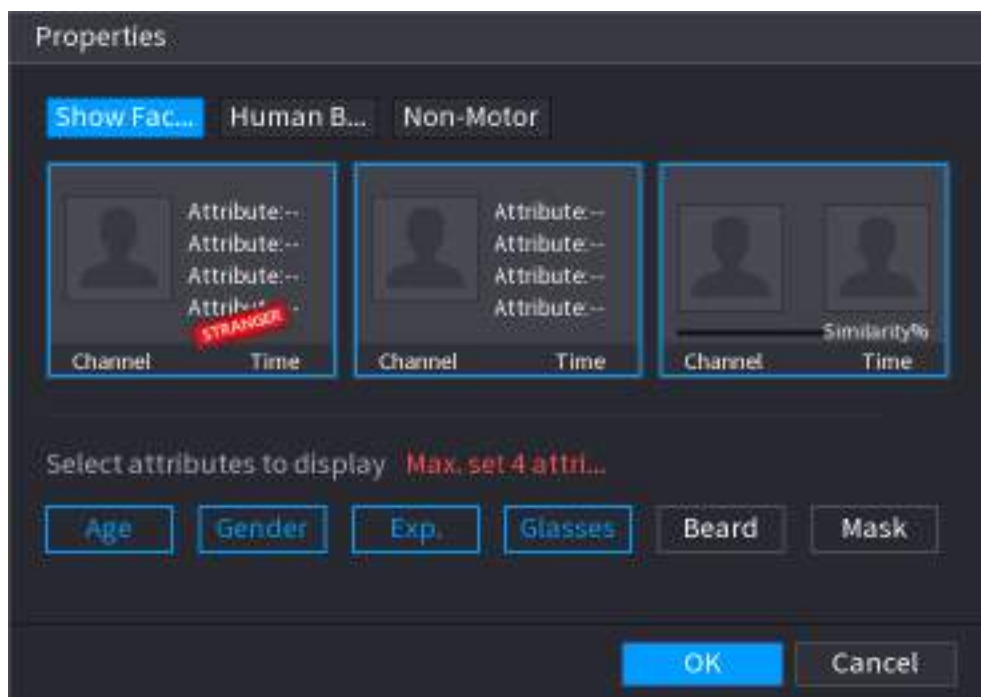 Properties
Show Fac... Human B... Non-Motor
Attribute:-- Attribute:--
Attribute:-- Attribute:--
Attribute:-- Attribute:--
Attribute:-- Attribute:--
STRANGER
Similarity%
Channel Time Channel Time Channel Time
Select attributes to display Max. set 4 attri...
Age Gender Exp. Glasses Beard Mask
OK Cancel